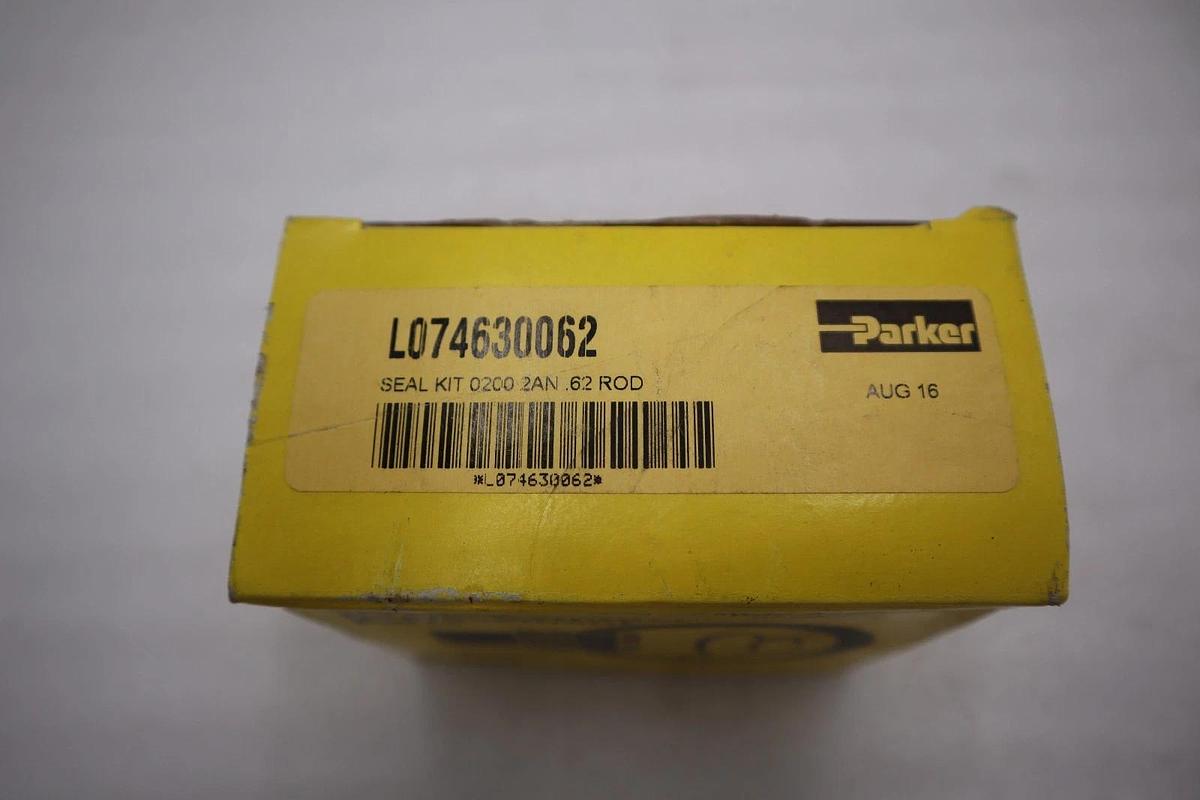 L074630062
Parker
SEAL KIT 0200 2AN .62 ROD
AUG 16
*L074630062*